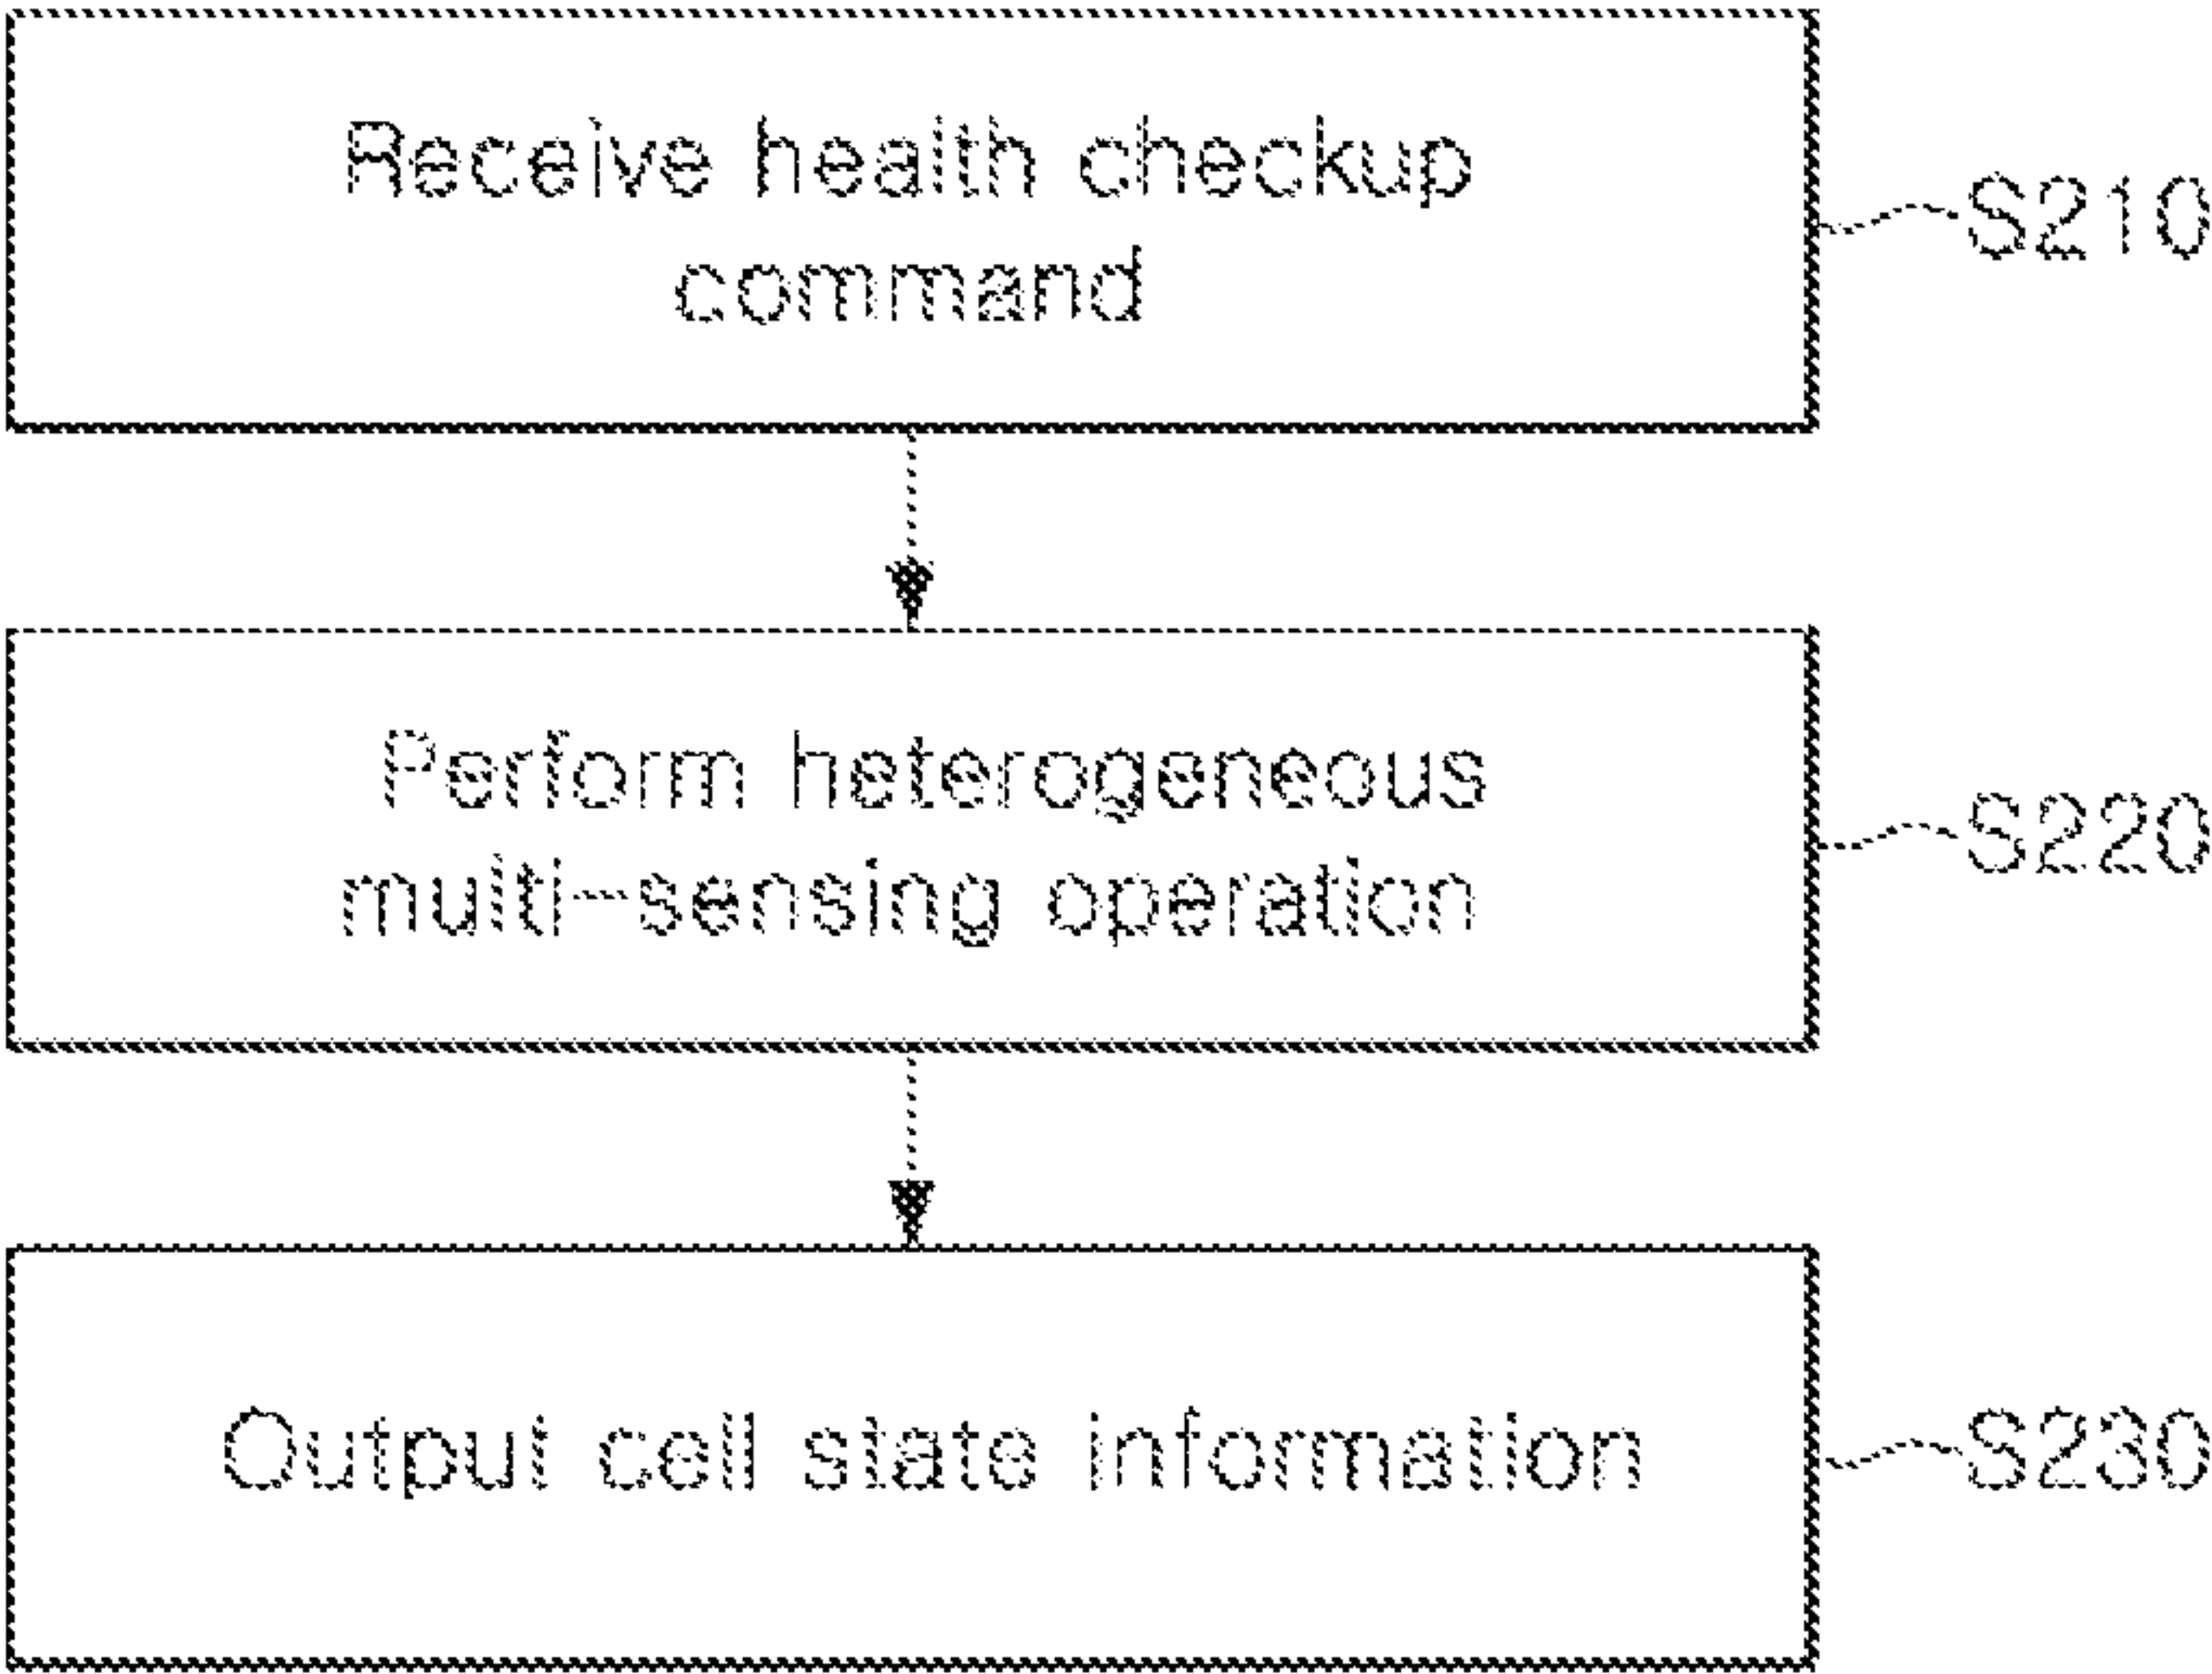 Receive health checkup
command
S210
Perform heterogeneous
multi-sensing operation
S220
Output cell state information
S230